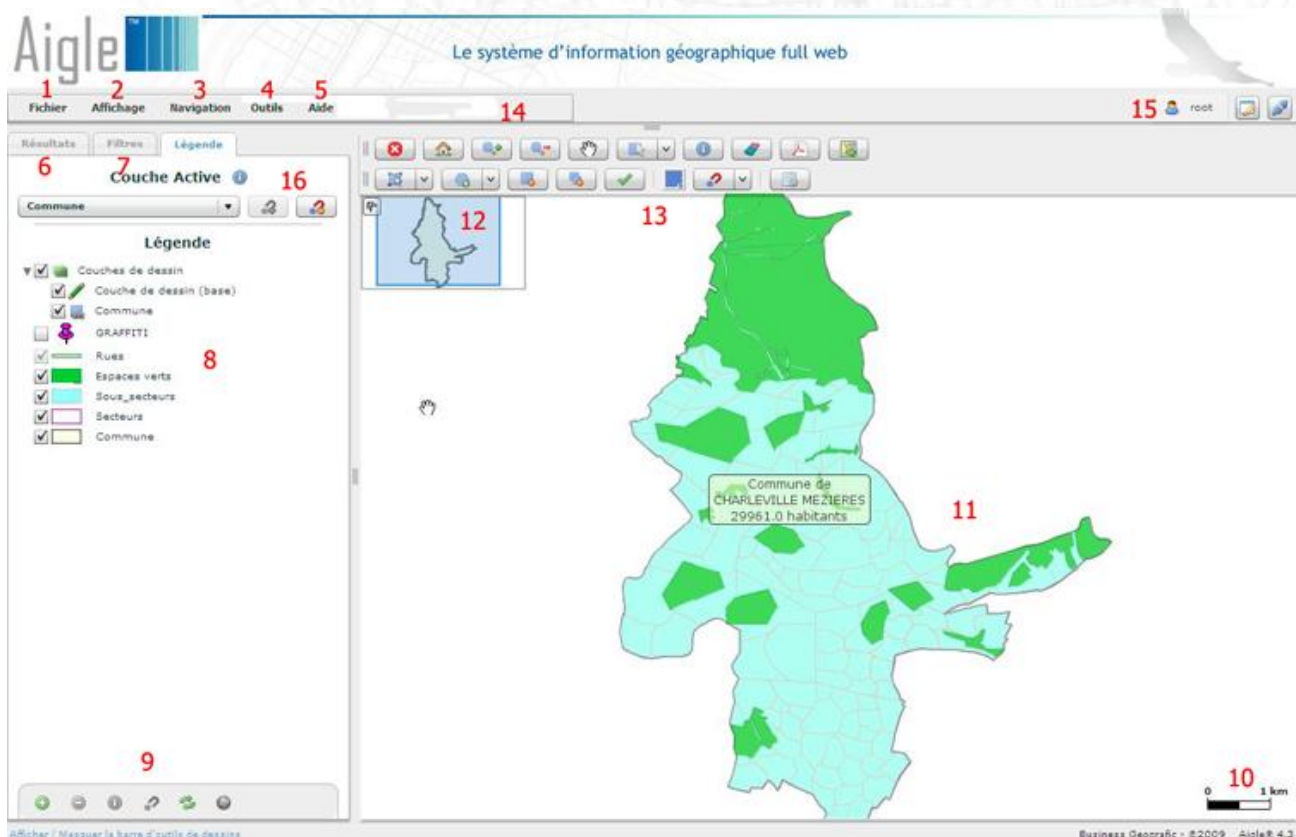 Aigle™
Le système d'information géographique full web
1 2 3 4 5
Fichier Affichage Navigation Outils Aide
14
15 root
Résultats Filtres Légende
6 7
Couche Active
16
Commune
12
13
Légende
Couches de dessin
Couche de dessin (base)
Commune
GRAFFITI
Rues
8
Espaces verts
Sous_secteurs
Secteurs
Commune
Commune de
CHARLEVILLE MEZIERES
29961.0 habitants
11
9
10
0 1 km
Afficher / Masquer la barre d'outils de dessins
Business Geografic - ©2009 Aigle® 4.3